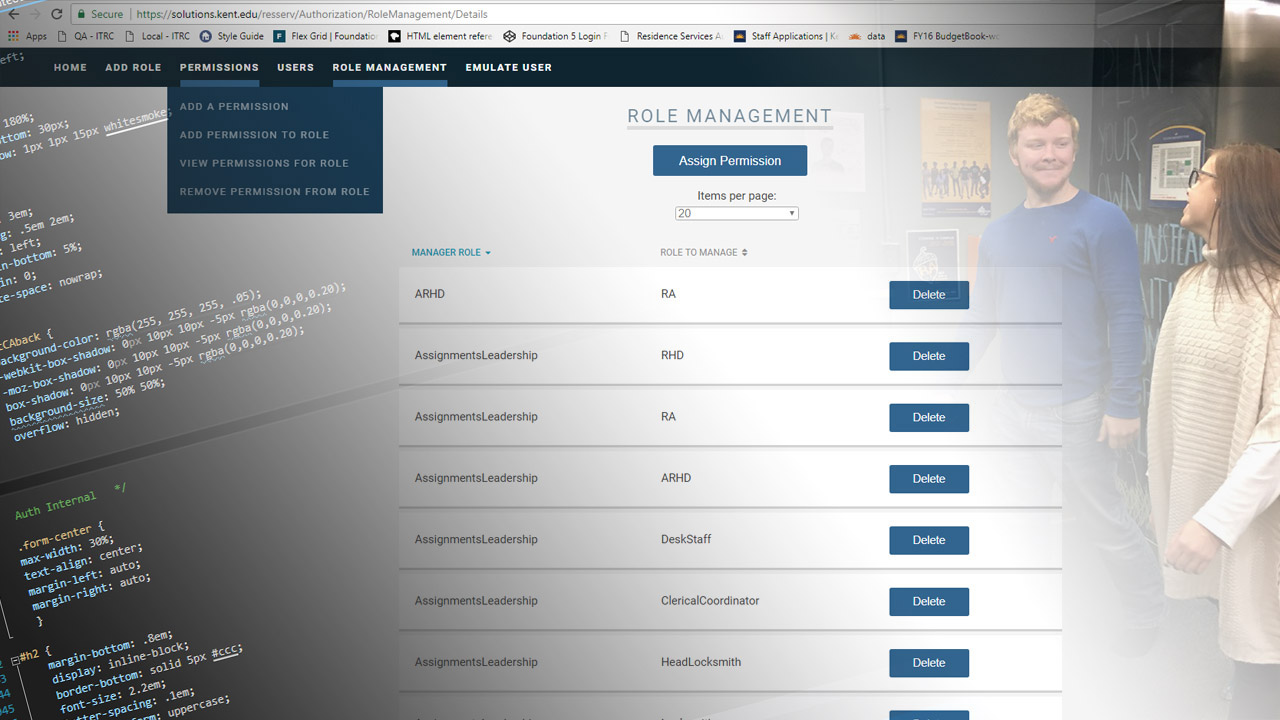 Secure https://solutions.kent.edu/resserv/Authorization/RoleManagement/Details
Apps QA - ITRC Local - ITRC Style Guide Flex Grid | Foundation HTML element refere Foundation 5 Login Residence Services A Staff Applications | K data FY16 BudgetBook-w
HOME ADD ROLE PERMISSIONS USERS ROLE MANAGEMENT EMULATE USER
ADD A PERMISSION
ADD PERMISSION TO ROLE
VIEW PERMISSIONS FOR ROLE
REMOVE PERMISSION FROM ROLE
ROLE MANAGEMENT
Assign Permission
Items per page:
20
MANAGER ROLE ROLE TO MANAGE
ARHD RA Delete
AssignmentsLeadership RHD Delete
AssignmentsLeadership RA Delete
AssignmentsLeadership ARHD Delete
AssignmentsLeadership DeskStaff Delete
AssignmentsLeadership ClericalCoordinator Delete
AssignmentsLeadership HeadLocksmith Delete
left;
180%;
ottom: 30px;
ow: 1px 1px 15px whitesmoke;
3em;
g: .5em 2em;
left;
n-bottom: 5%;
in: 0;
te-space: nowrap;
tCAback {
background-color: rgba(255, 255, 255, .05);
-webkit-box-shadow: 0px 10px 10px -5px rgba(0,0,0,0.20);
-moz-box-shadow: 0px 10px 10px -5px rgba(0,0,0,0.20);
box-shadow: 0px 10px 10px -5px rgba(0,0,0,0.20);
background-size: 50% 50%;
overflow: hidden;
Auth Internal */
.form-center {
max-width: 30%;
text-align: center;
margin-left: auto;
margin-right: auto;
}
#h2 {
margin-bottom: .8em;
display: inline-block;
border-bottom: solid 5px #ccc;
font-size: 2.2em;
tter-spacing: .1em;
form: uppercase;
PLANT
YOUR
OWN
INSTEA